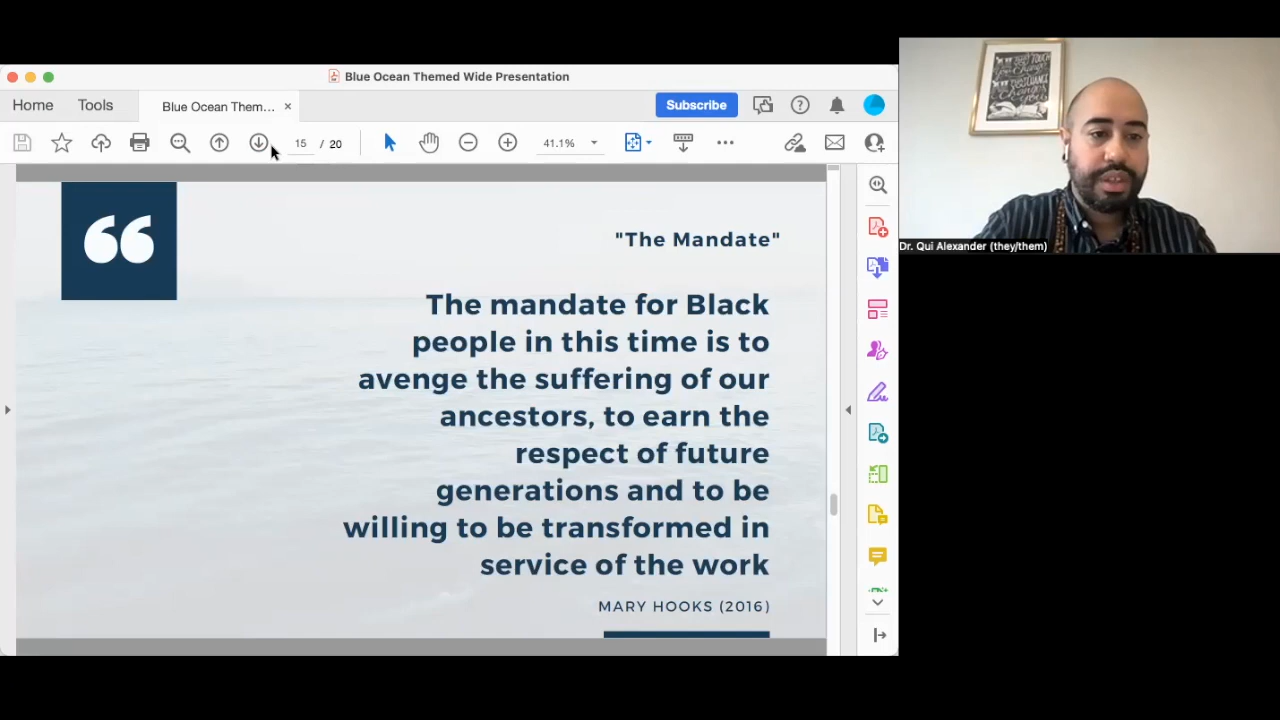 Blue Ocean Themed Wide Presentation
Home
Tools
Blue Ocean Them...
Subscribe
15 / 20
41.1%
"The Mandate"
The mandate for Black
people in this time is to
avenge the suffering of our
ancestors, to earn the
respect of future
generations and to be
willing to be transformed in
service of the work
MARY HOOKS (2016)
Dr. Qui Alexander (they/them)